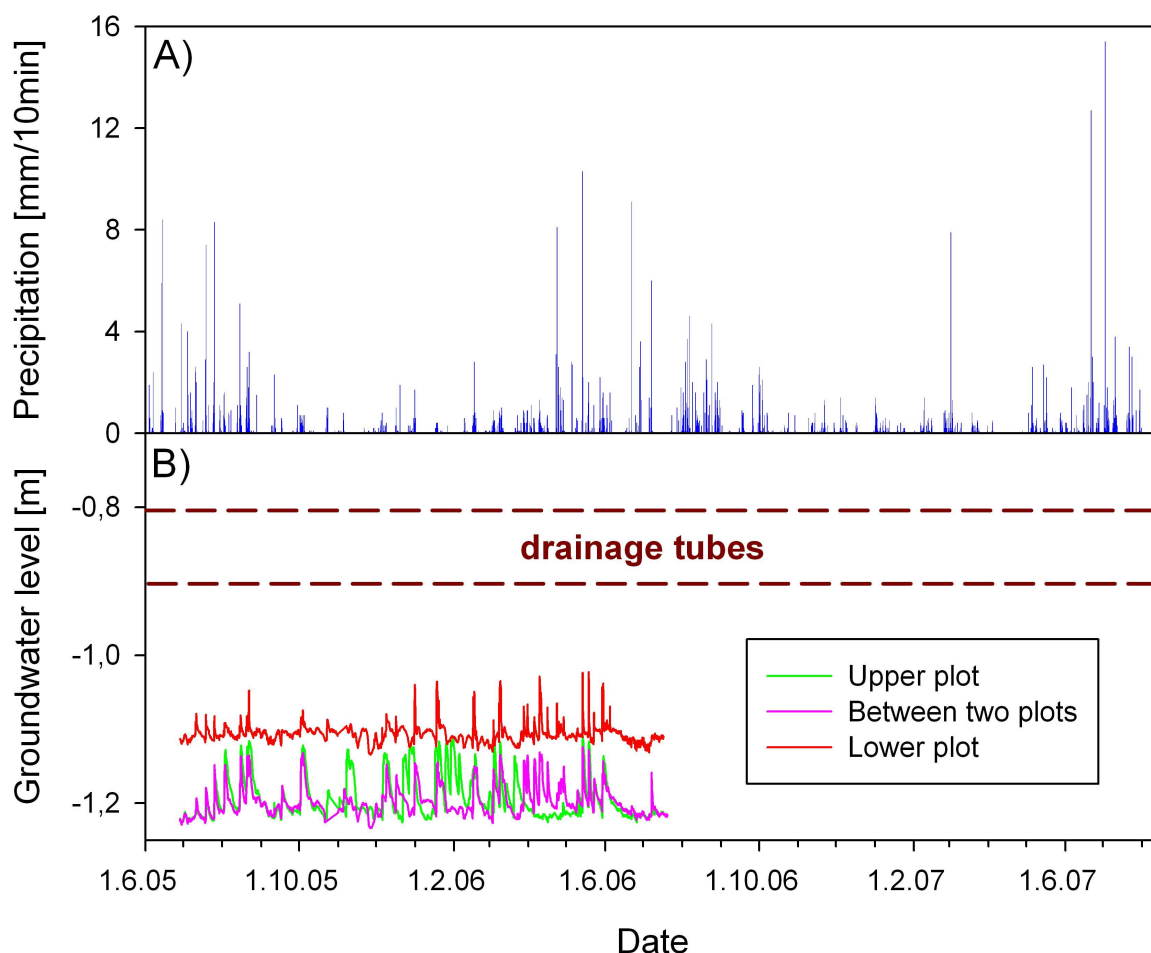 A)
Precipitation [mm/10min]
16
12
8
4
0
B)
Groundwater level [m]
-0,8
-1,0
-1,2
drainage tubes
Upper plot
Between two plots
Lower plot
1.6.05 1.10.05 1.2.06 1.6.06 1.10.06 1.2.07 1.6.07
Date